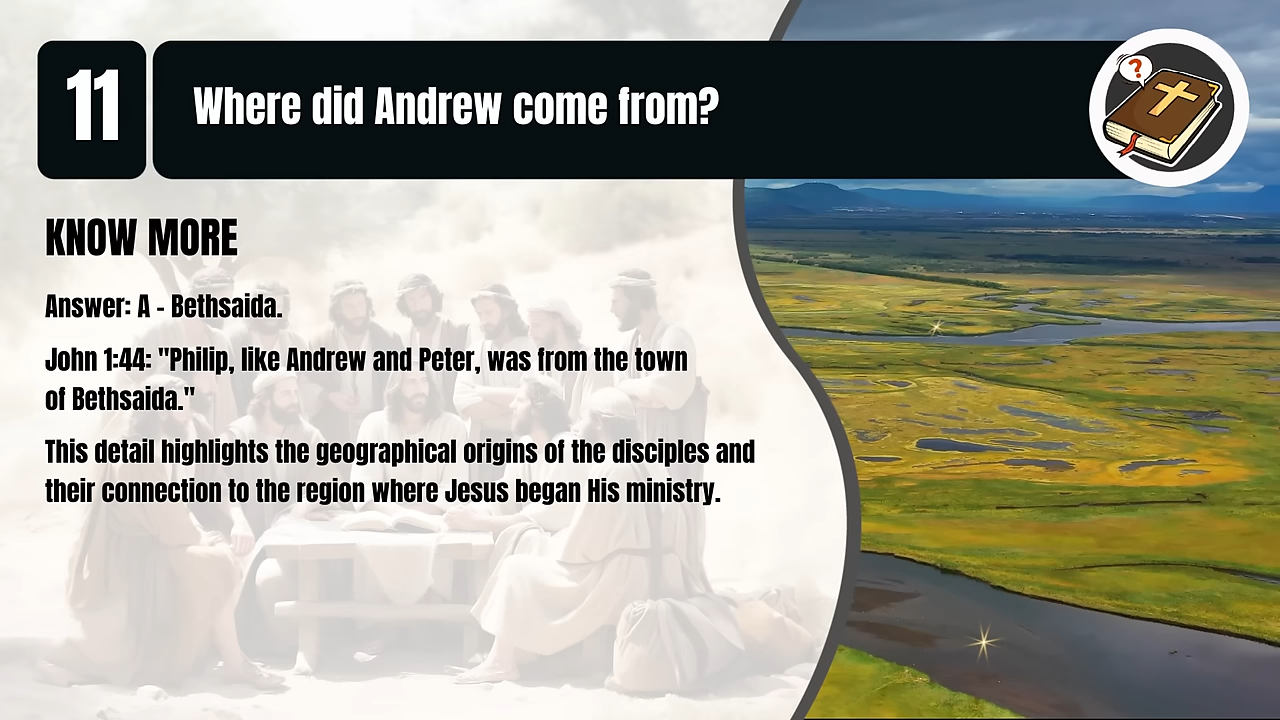 11
Where did Andrew come from?
?
KNOW MORE
Answer: A - Bethsaida.
John 1:44: "Philip, like Andrew and Peter, was from the town
of Bethsaida."
This detail highlights the geographical origins of the disciples and
their connection to the region where Jesus began His ministry.